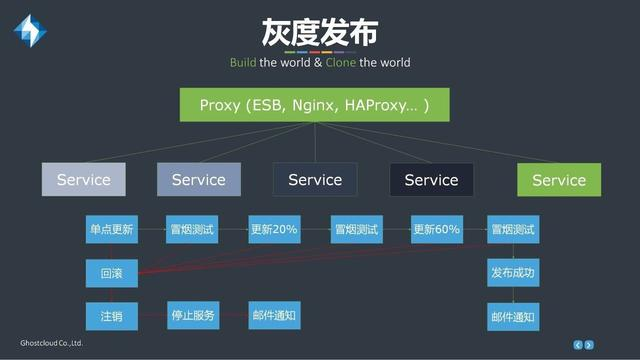 灰度发布
Build the world & Clone the world
Proxy (ESB, Nginx, HAProxy... )
Service
Service
Service
Service
Service
单点更新
冒烟测试
更新20%
冒烟测试
更新60%
冒烟测试
回滚
发布成功
注销
停止服务
邮件通知
邮件通知
Ghostcloud Co.,Ltd.